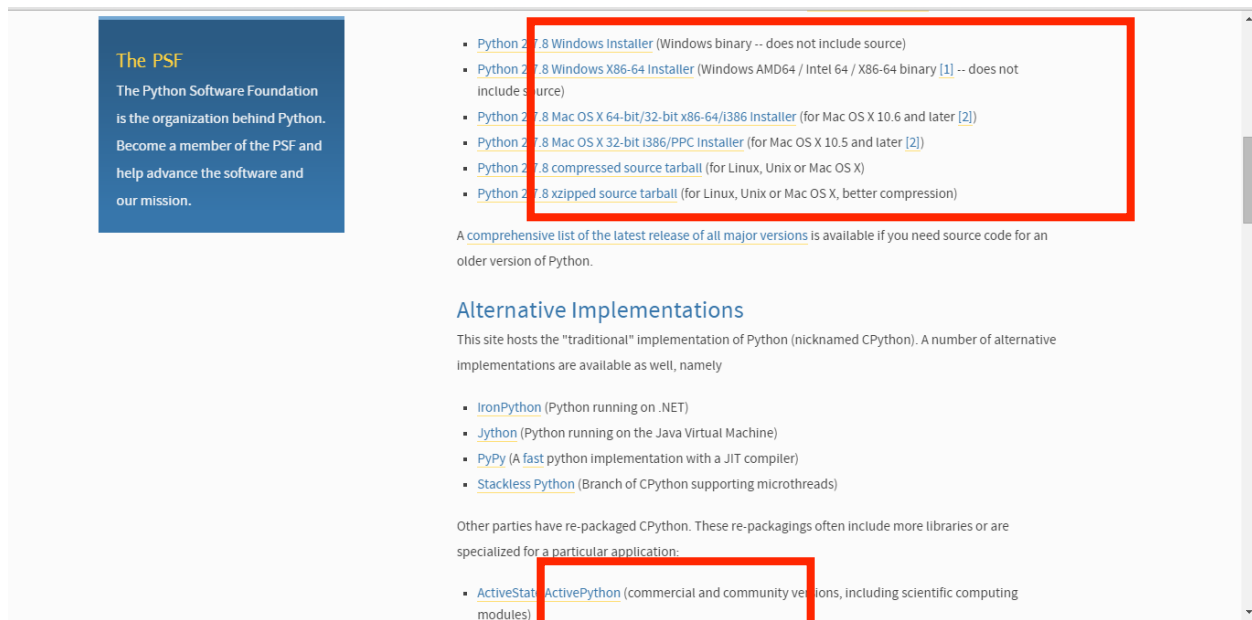 The PSF
The Python Software Foundation
is the organization behind Python.
Become a member of the PSF and
help advance the software and
our mission.
Python 2.7.8 Windows Installer (Windows binary -- does not include source)
Python 2.7.8 Windows X86-64 Installer (Windows AMD64 / Intel 64 / X86-64 binary [1] -- does not
include source)
Python 2.7.8 Mac OS X 64-bit/32-bit x86-64/i386 Installer (for Mac OS X 10.6 and later [2])
Python 2.7.8 Mac OS X 32-bit i386/PPC Installer (for Mac OS X 10.5 and later [2])
Python 2.7.8 compressed source tarball (for Linux, Unix or Mac OS X)
Python 2.7.8 xzipped source tarball (for Linux, Unix or Mac OS X, better compression)
A comprehensive list of the latest release of all major versions is available if you need source code for an
older version of Python.
Alternative Implementations
This site hosts the "traditional" implementation of Python (nicknamed CPython). A number of alternative
implementations are available as well, namely
IronPython (Python running on .NET)
Jython (Python running on the Java Virtual Machine)
PyPy (A fast python implementation with a JIT compiler)
Stackless Python (Branch of CPython supporting microthreads)
Other parties have re-packaged CPython. These re-packagings often include more libraries or are
specialized for a particular application:
ActiveState ActivePython (commercial and community versions, including scientific computing
modules)